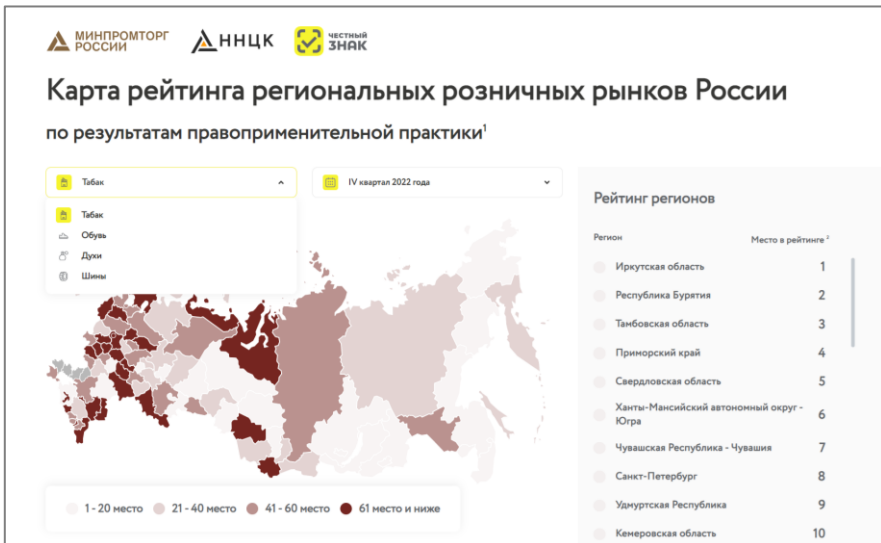 МИНПРОМТОРГ
РОССИИ
ННЦК
ЧЕСТНЫЙ
ЗНАК
Карта рейтинга региональных розничных рынков России
по результатам правоприменительной практики¹
Табак
IV квартал 2022 года
Табак
Обувь
Духи
Шины
1 - 20 место
21 - 40 место
41 - 60 место
61 место и ниже
Рейтинг регионов
Регион
Место в рейтинге ²
Иркутская область 1
Республика Бурятия 2
Тамбовская область 3
Приморский край 4
Свердловская область 5
Ханты-Мансийский автономный округ -
Югра 6
Чувашская Республика - Чувашия 7
Санкт-Петербург 8
Удмуртская Республика 9
Кемеровская область 10